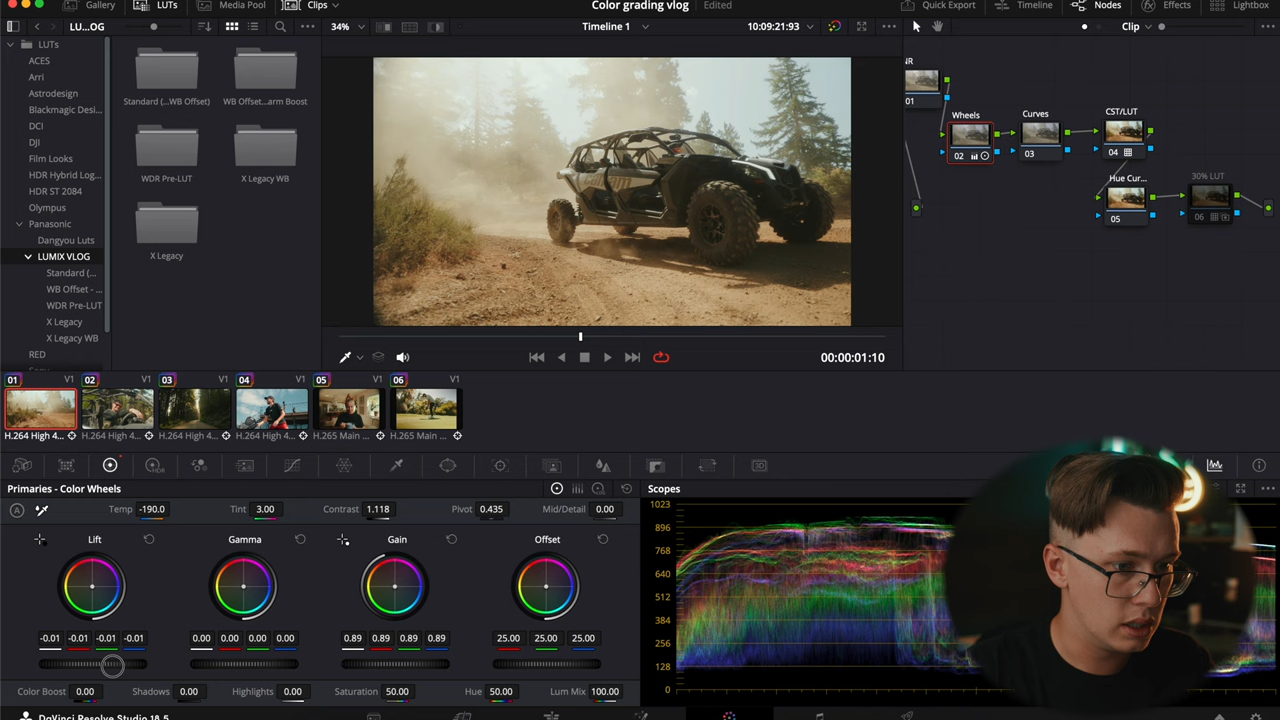 Gallery LUTs Media Pool Clips Color grading vlog Edited Quick Export Timeline Nodes Effects Lightbox
LU...OG 34% Timeline 1 10:09:21:93 Clip
LUTs
ACES
Arri
Astrodesign
Blackmagic Desi...
DCI
DJI
Film Looks
HDR Hybrid Log...
HDR ST 2084
Olympus
Panasonic
Dangyou Luts
LUMIX VLOG
Standard (...
WB Offset - ...
WDR Pre-LUT
X Legacy
X Legacy WB
RED
Standard (...WB Offset)
WB Offset...arm Boost
WDR Pre-LUT
X Legacy WB
X Legacy
NR
01
Wheels
02
Curves
03
CST/LUT
04
Hue Cur...
05
30% LUT
06
00:00:01:10
01 V1 02 V1 03 V1 04 V1 05 V1 06 V1
H.264 High 4... H.264 High 4... H.264 High 4... H.264 High 4... H.265 Main ... H.265 Main ...
Primaries - Color Wheels
A Temp -190.0 Tint 3.00 Contrast 1.118 Pivot 0.435 Mid/Detail 0.00
Lift Gamma Gain Offset
-0.01 -0.01 -0.01 -0.01 0.00 0.00 0.00 0.00 0.89 0.89 0.89 0.89 25.00 25.00 25.00
Color Boost 0.00 Shadows 0.00 Highlights 0.00 Saturation 50.00 Hue 50.00 Lum Mix 100.00
Scopes
1023
896
768
640
512
384
256
128
0
DaVinci Resolve Studio 18.5